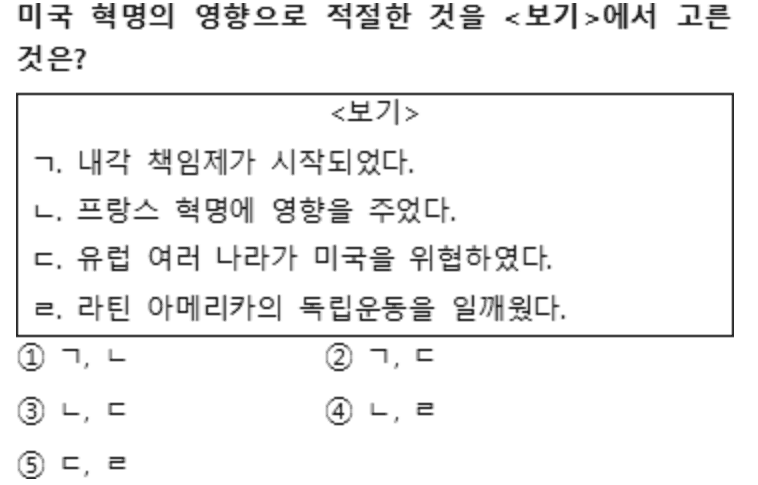 미국 혁명의 영향으로 적절한 것을 <보기>에서 고른
것은?
<보기>
ㄱ. 내각 책임제가 시작되었다.
ㄴ. 프랑스 혁명에 영향을 주었다.
ㄷ. 유럽 여러 나라가 미국을 위협하였다.
ㄹ. 라틴 아메리카의 독립운동을 일깨웠다.
① ㄱ, ㄴ ② ㄱ, ㄷ
③ ㄴ, ㄷ ④ ㄴ, ㄹ
⑤ ㄷ, ㄹ